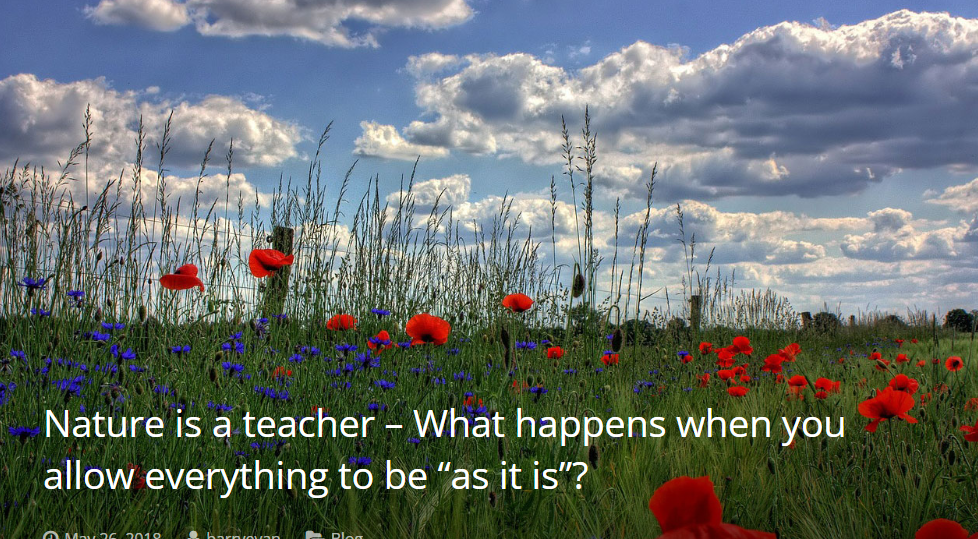 Nature is a teacher – What happens when you
allow everything to be “as it is”?
May 26, 2018 barryevan Blog